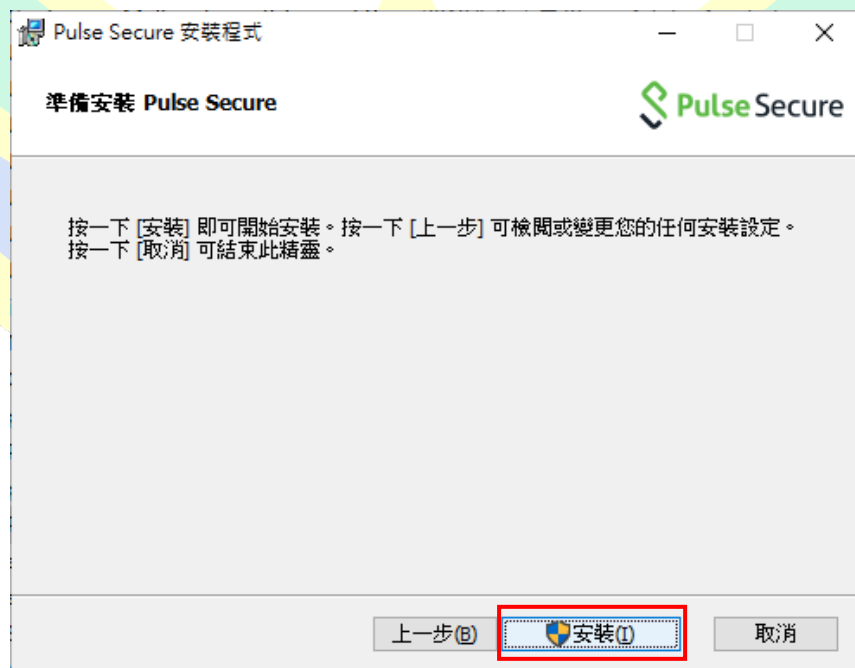 Pulse Secure 安裝程式
準備安裝 Pulse Secure
Pulse Secure
按一下 [安裝] 即可開始安裝。按一下 [上一步] 可檢閱或變更您的任何安裝設定。
按一下 [取消] 可結束此精靈。
上一步(B) 安裝(I) 取消